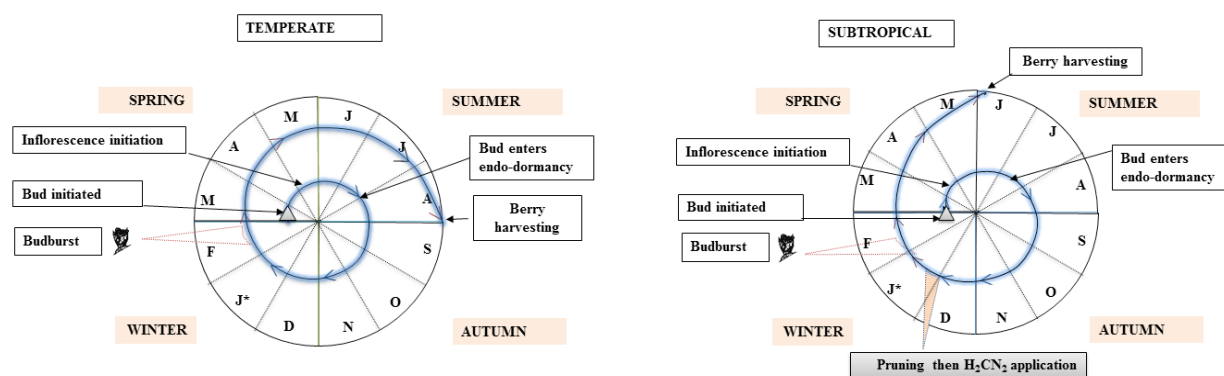 TEMPERATE
SPRING
SUMMER
M
J
Inflorescence initiation
A
J
Bud enters
endo-dormancy
Bud initiated
M
A
Berry
harvesting
Budburst
F
S
J*
O
D
N
WINTER
AUTUMN
SUBTROPICAL
Berry harvesting
SPRING
SUMMER
M
J
A
J
Inflorescence initiation
Bud enters
endo-dormancy
M
A
Bud initiated
Budburst
F
S
J*
O
D
N
WINTER
AUTUMN
Pruning then H₂CN₂ application